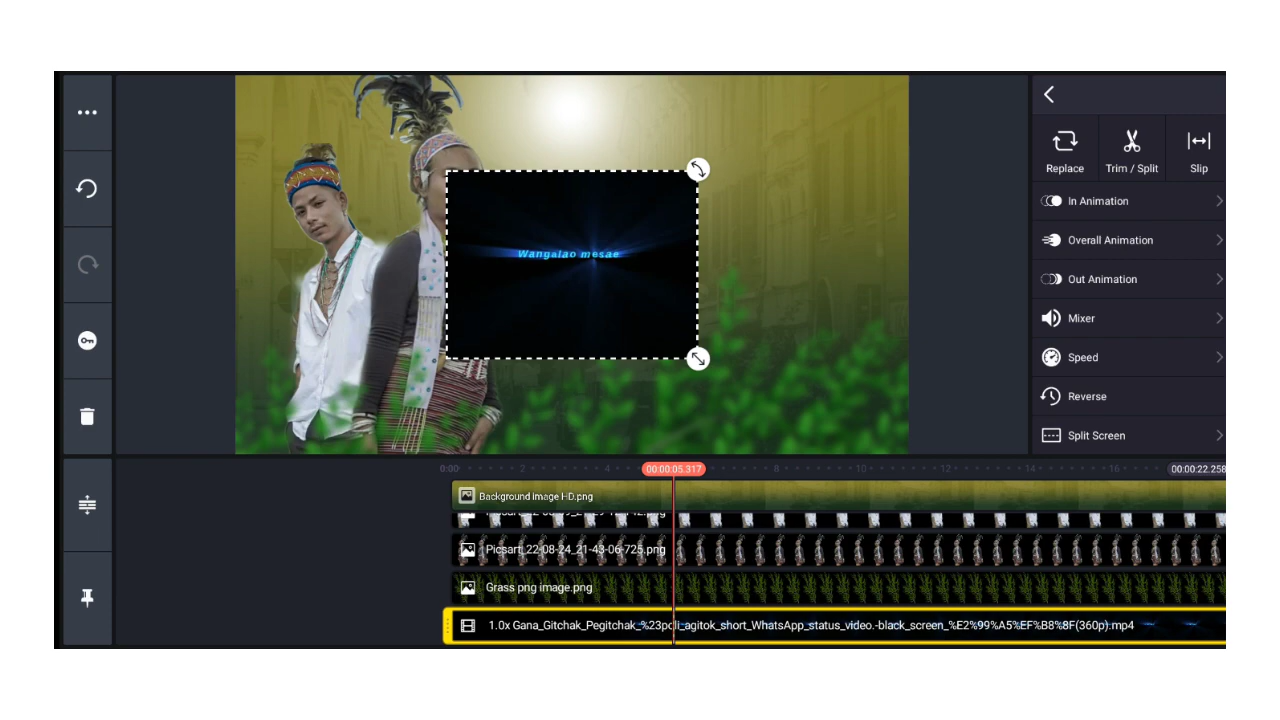 Replace
Trim / Split
Slip
In Animation
Overall Animation
Out Animation
Mixer
Speed
Reverse
Split Screen
Wangalao mesae
0:00 2 4 00:00:05.317 8 10 12 14 16 00:00:22.258
Background image HD.png
Picsart_22-08-24_21-43-06-725.png
Grass png image.png
1.0x Gana_Gitchak_Pegitchak_%23poli_agitok_short_WhatsApp_status_video.-black_screen_%E2%99%A5%EF%B8%8F(360p).mp4